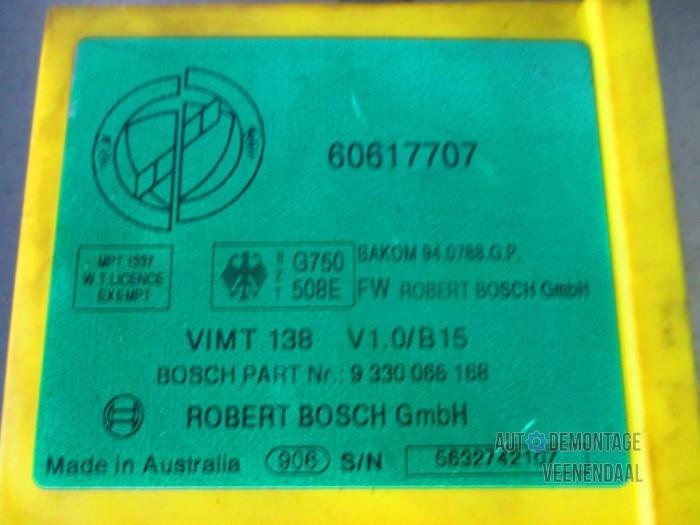 60617707
MPT 1397
W.T.LICENCE
EXEMPT
BZT
G750
508E
BAKOM 94.0788.G.P.
FW ROBERT BOSCH GmbH
VIMT 138 V1.0/B15
BOSCH PART Nr.: 9 330 066 168
ROBERT BOSCH GmbH
Made in Australia 906 S/N 5632742107
AUTODEMONTAGE
VEENENDAAL